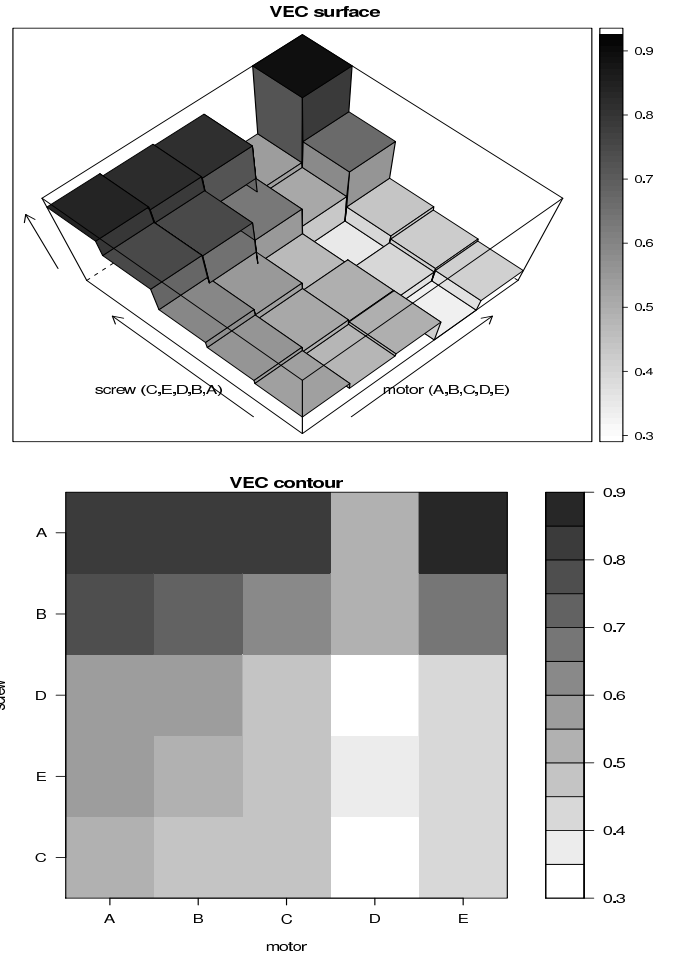 VEC surface
0.9
0.8
0.7
0.6
0.5
0.4
0.3
screw (C,E,D,B,A)
motor (A,B,C,D,E)
VEC contour
A
B
D
E
C
screw
A B C D E
motor
0.9
0.8
0.7
0.6
0.5
0.4
0.3